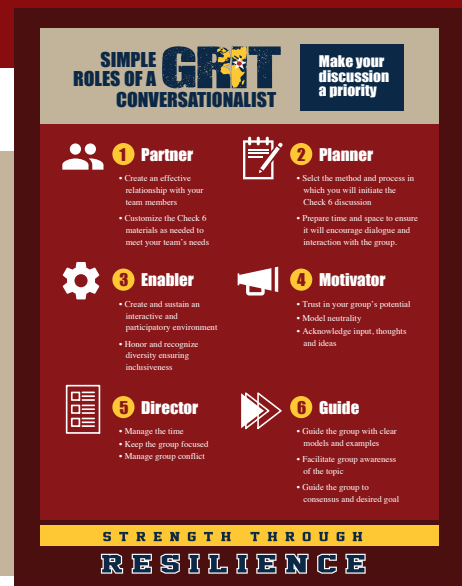 SIMPLE
ROLES OF A
GRIT
CONVERSATIONALIST
Make your
discussion
a priority
1 Partner
• Create an effective
relationship with your
team members
• Customize the Check 6
materials as needed to
meet your team's needs
2 Planner
• Selct the method and process in
which you will initiate the
Check 6 discussion
• Prepare time and space to ensure
it will encourage dialogue and
interaction with the group.
3 Enabler
• Create and sustain an
interactive and
participatory environment
• Honor and recognize
diversity ensuring
inclusiveness
4 Motivator
• Trust in your group's potential
• Model neutrality
• Acknowledge input, thoughts
and ideas
5 Director
• Manage the time
• Keep the group focused
• Manage group conflict
6 Guide
• Guide the group with clear
models and examples
• Facilitate group awareness
of the topic
• Guide the group to
consensus and desired goal
STRENGTH THROUGH
RESILIENCE